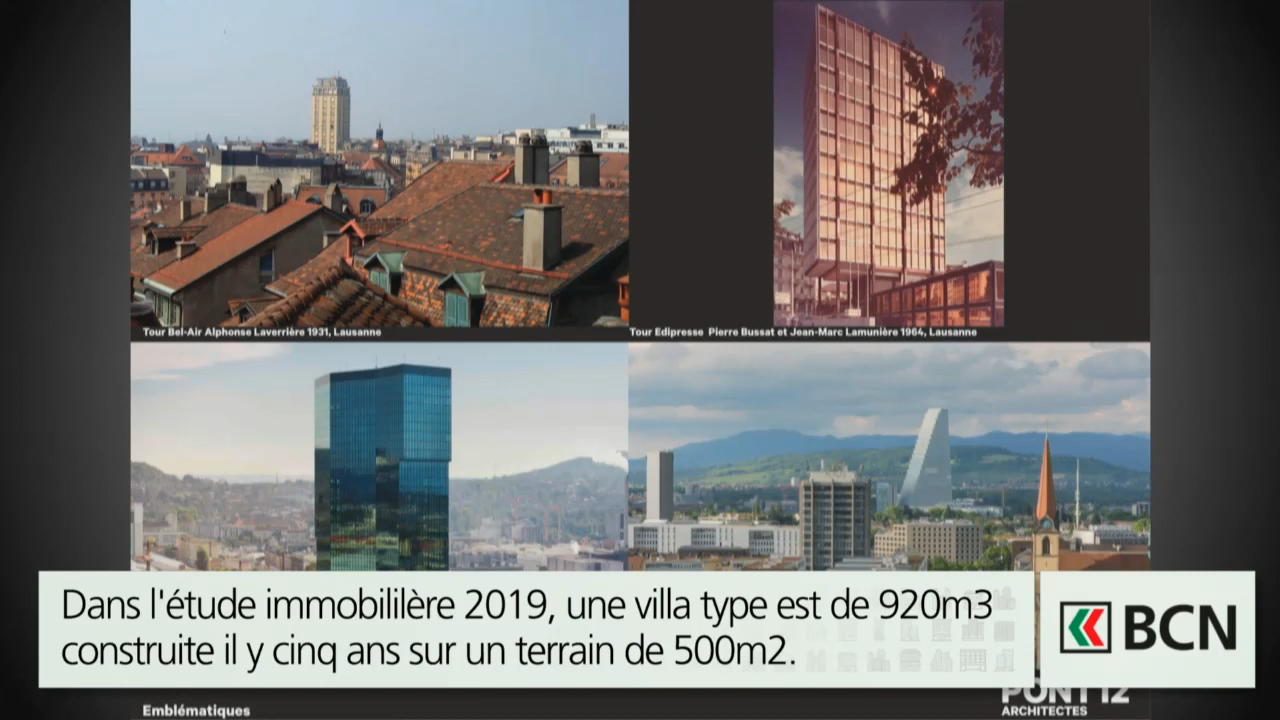 Tour Bel-Air Alphonse Laverrière 1931, Lausanne
Tour Edipresse Pierre Bussat et Jean-Marc Lamunière 1964, Lausanne
Dans l'étude immobililère 2019, une villa type est de 920m3
construite il y cinq ans sur un terrain de 500m2.
BCN
PONT12
ARCHITECTES
Emblématiques